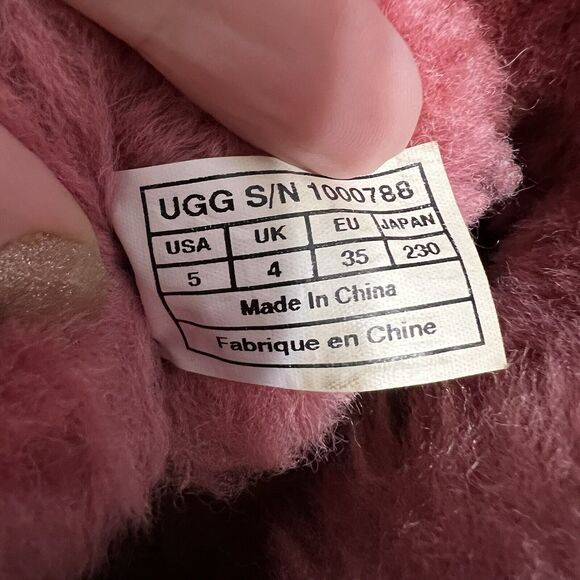 UGG S/N 1000788
USA UK EU JAPAN
5 4 35 230
Made In China
Fabrique en Chine